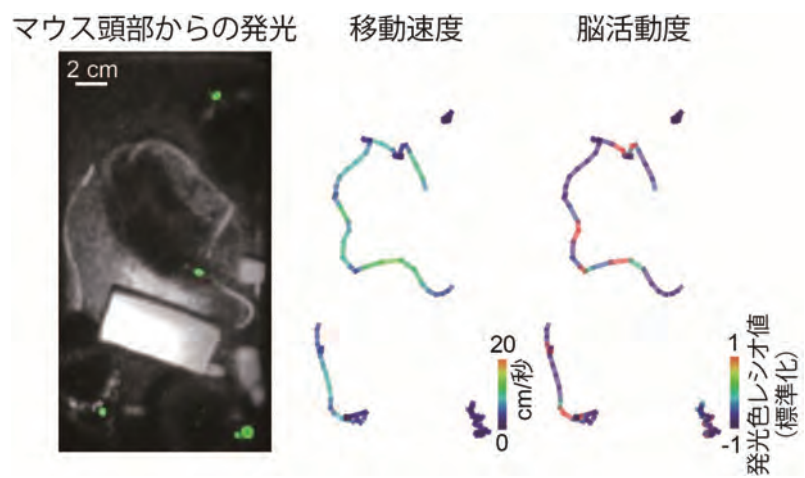 マウス頭部からの発光
移動速度
脳活動度
2 cm
20
cm/秒
0
1
発光色レシオ値
(標準化)
-1